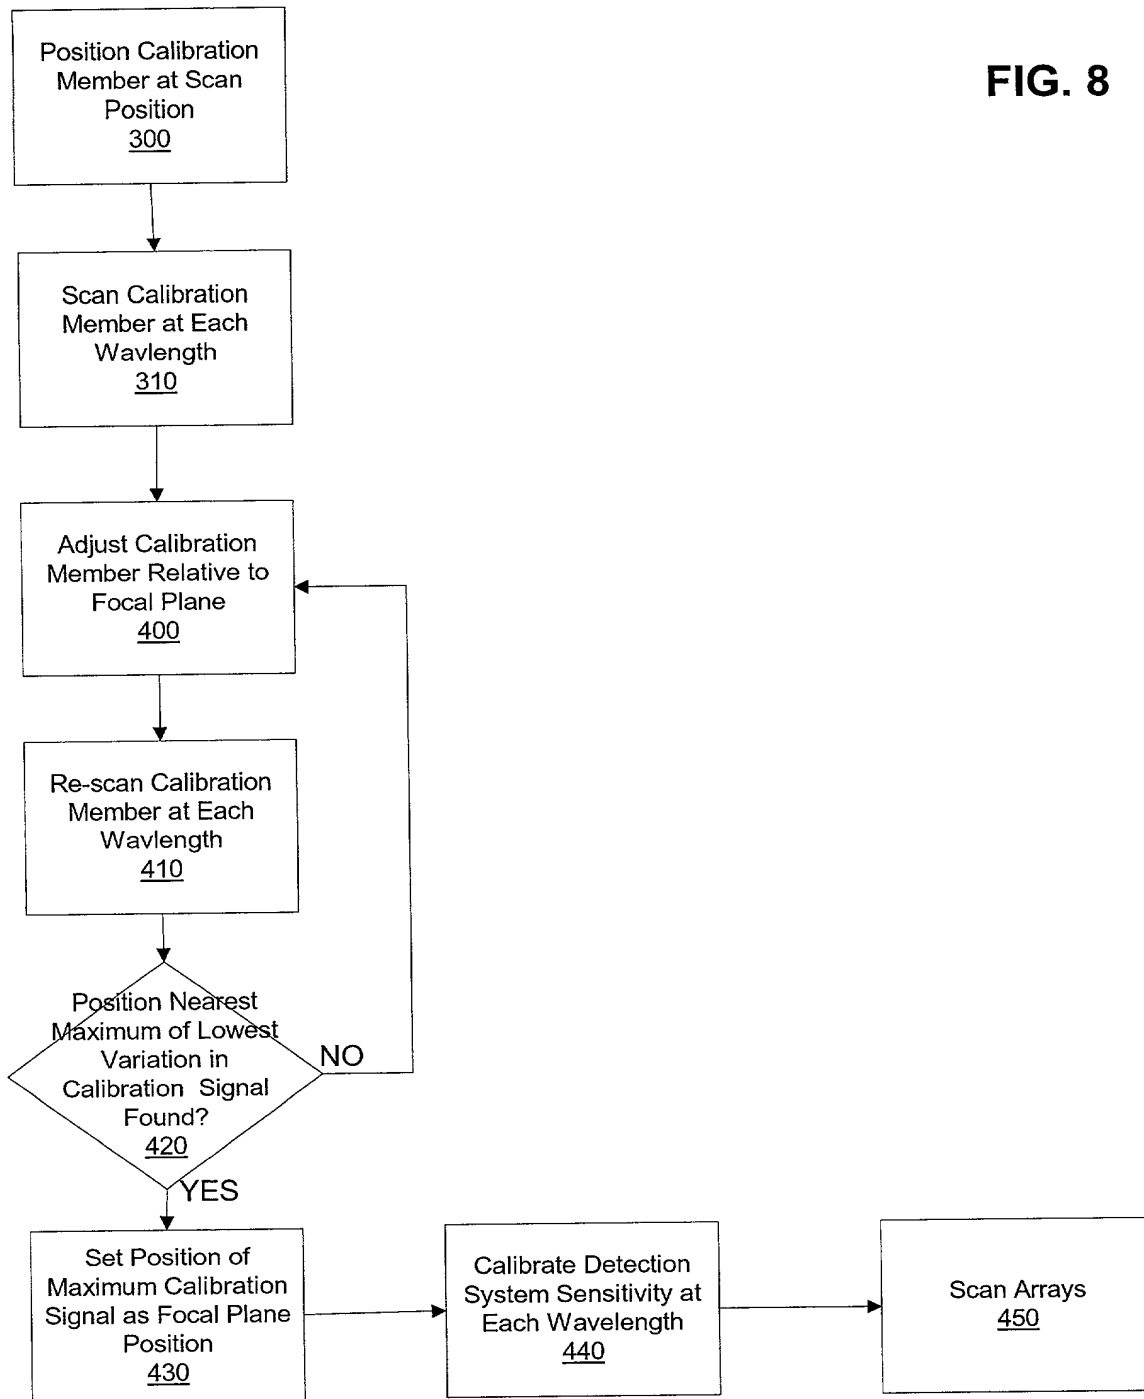 FIG. 8
Position Calibration
Member at Scan
Position
300
Scan Calibration
Member at Each
Wavlength
310
Adjust Calibration
Member Relative to
Focal Plane
400
Re-scan Calibration
Member at Each
Wavlength
410
Position Nearest
Maximum of Lowest
Variation in
Calibration Signal
Found?
420
NO
YES
Set Position of
Maximum Calibration
Signal as Focal Plane
Position
430
Calibrate Detection
System Sensitivity at
Each Wavelength
440
Scan Arrays
450